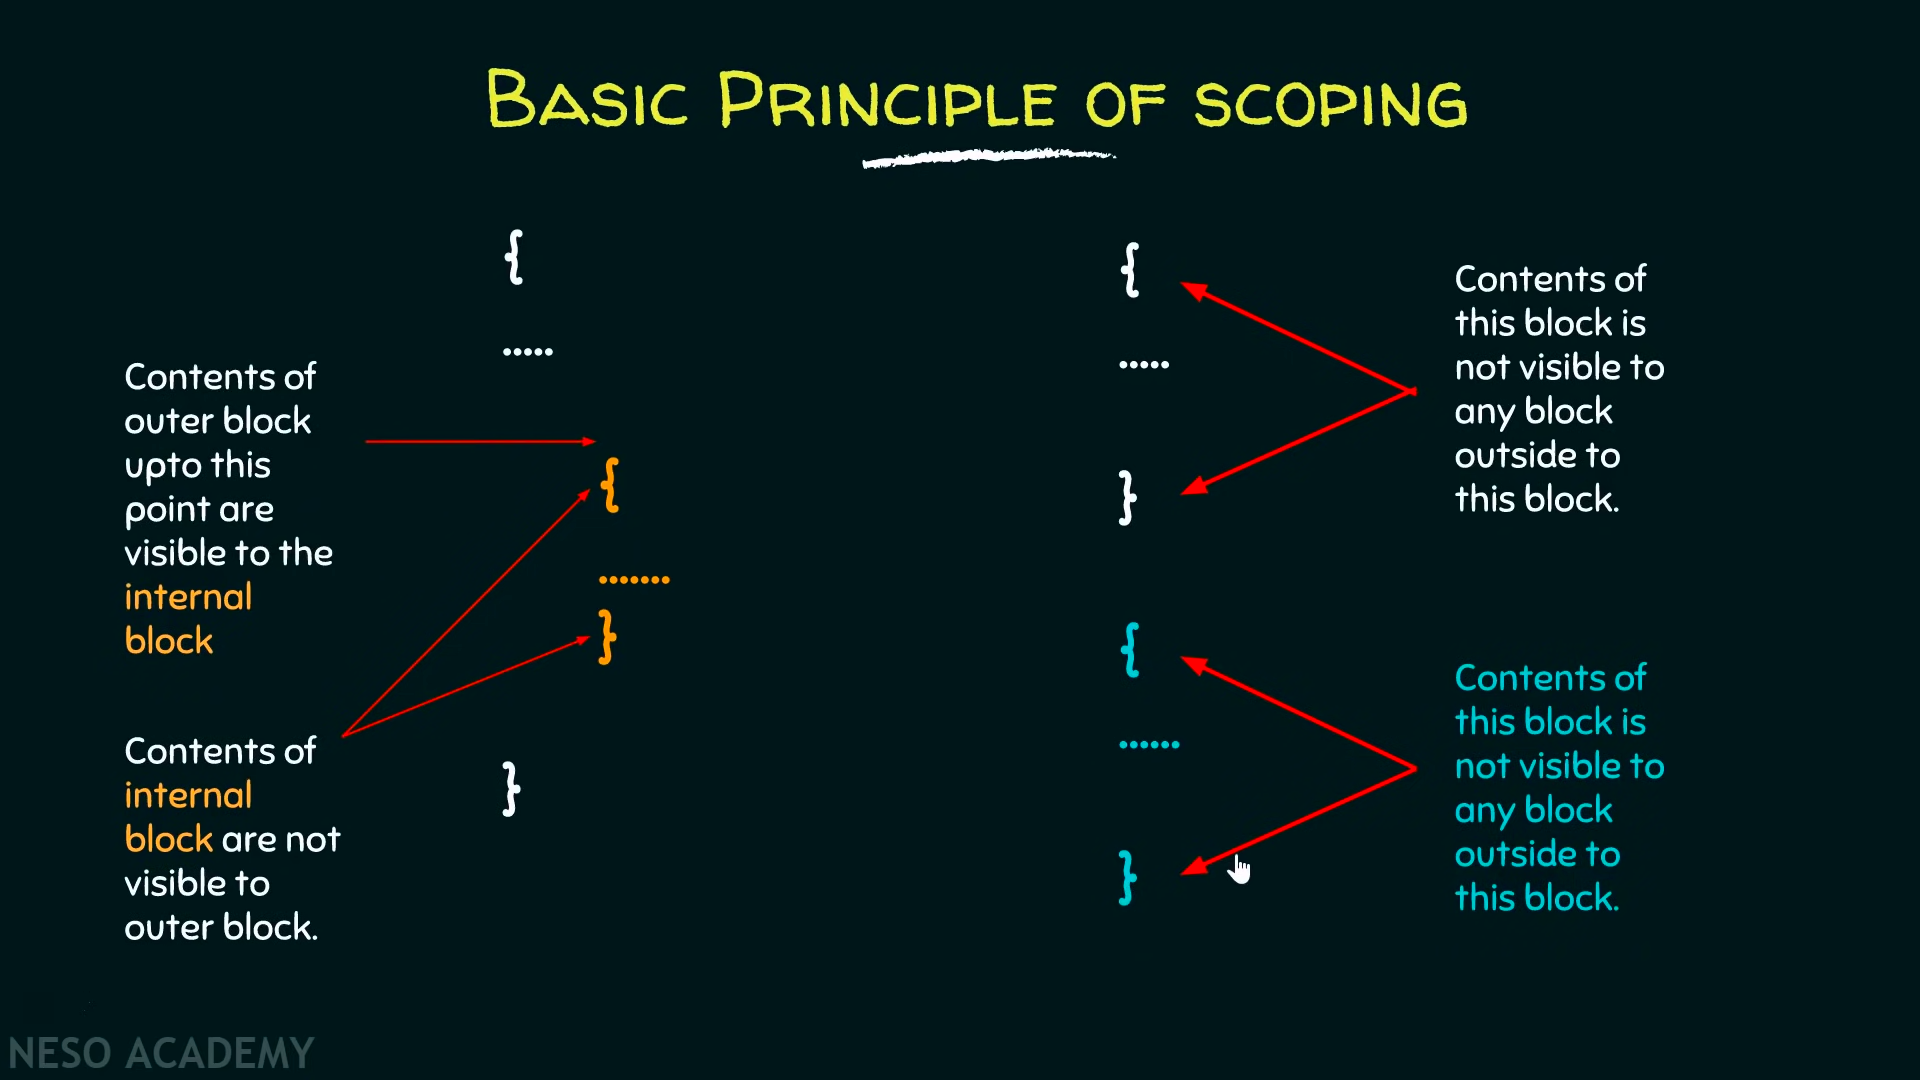 BASIC PRINCIPLE OF SCOPING
{
.....
Contents of
outer block
upto this
point are
visible to the
internal
block
{
.......
}
Contents of
internal
block are not
visible to
outer block.
}
{
.....
}
Contents of
this block is
not visible to
any block
outside to
this block.
{
......
}
Contents of
this block is
not visible to
any block
outside to
this block.
NESO ACADEMY